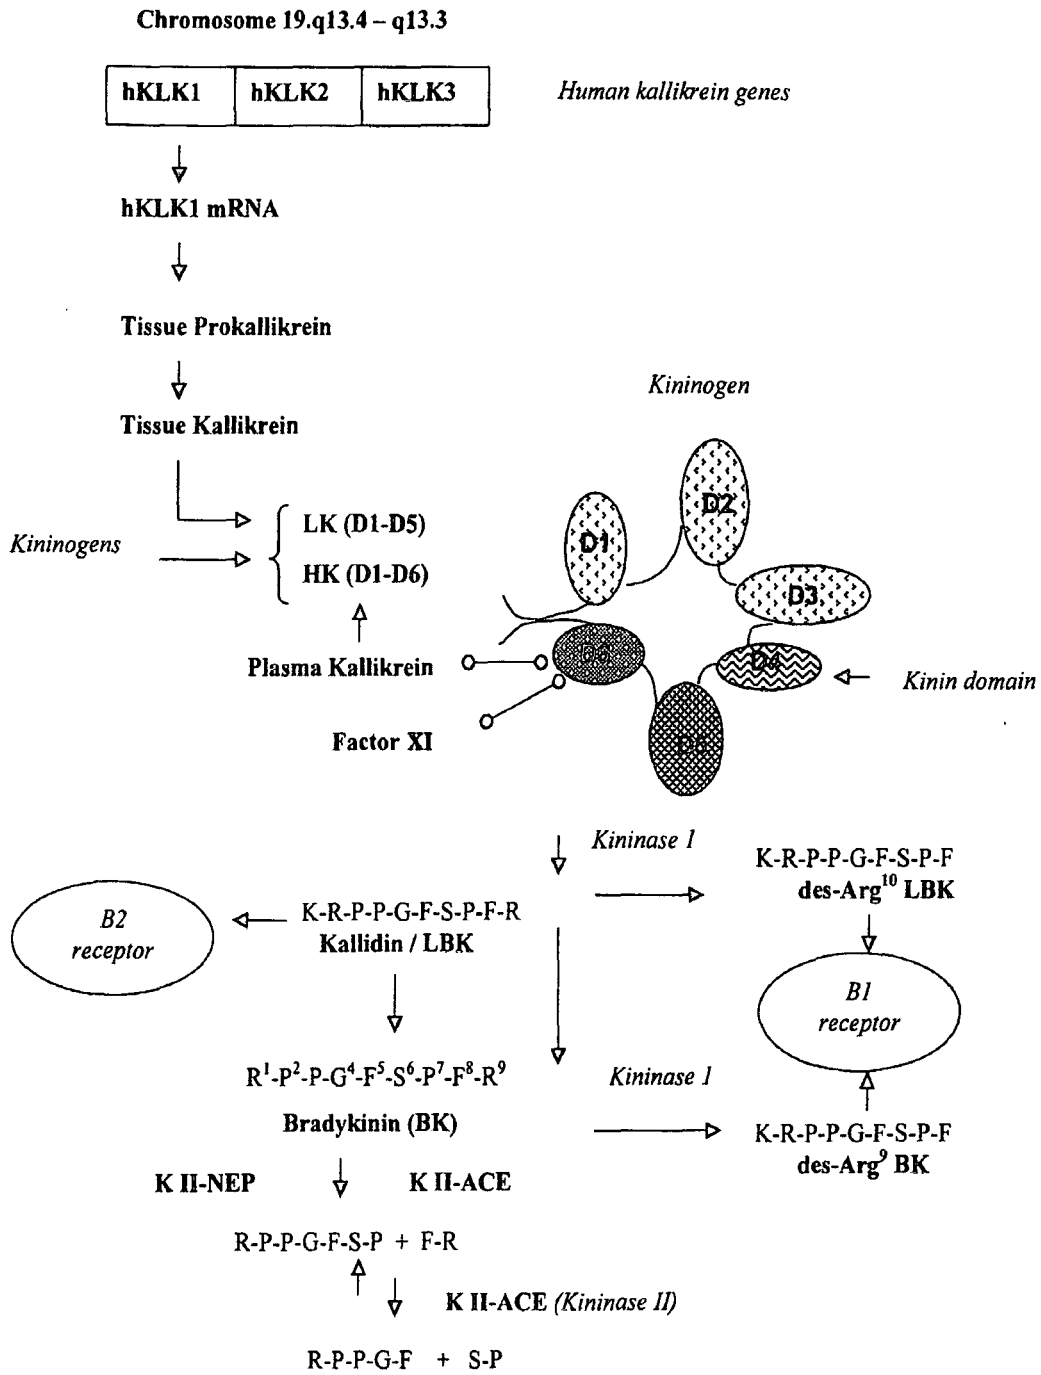 Chromosome 19.q13.4 – q13.3
hKLK1 hKLK2 hKLK3
Human kallikrein genes
hKLK1 mRNA
Tissue Prokallikrein
Tissue Kallikrein
Kininogens
LK (D1-D5)
HK (D1-D6)
Plasma Kallikrein
Factor XI
Kininogen
D1
D2
D3
D4
D5
D6
Kinin domain
Kininase 1
K-R-P-P-G-F-S-P-F
des-Arg¹⁰ LBK
B2
receptor
K-R-P-P-G-F-S-P-F-R
Kallidin / LBK
B1
receptor
R¹-P²-P-G⁴-F⁵-S⁶-P⁷-F⁸-R⁹
Bradykinin (BK)
Kininase 1
K-R-P-P-G-F-S-P-F
des-Arg⁹ BK
K II-NEP
K II-ACE
R-P-P-G-F-S-P + F-R
K II-ACE (Kininase II)
R-P-P-G-F + S-P